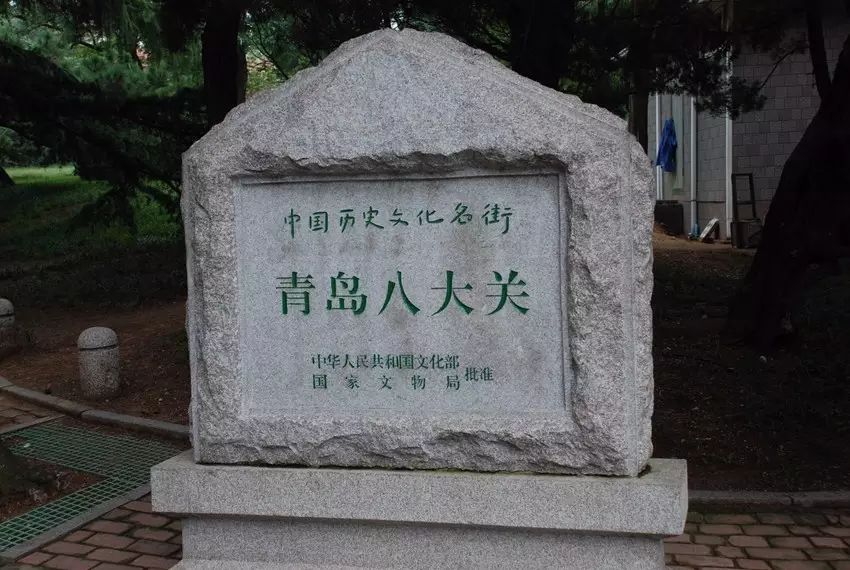 中国历史文化名街
青岛八大关
中华人民共和国文化部
国家文物局 批准